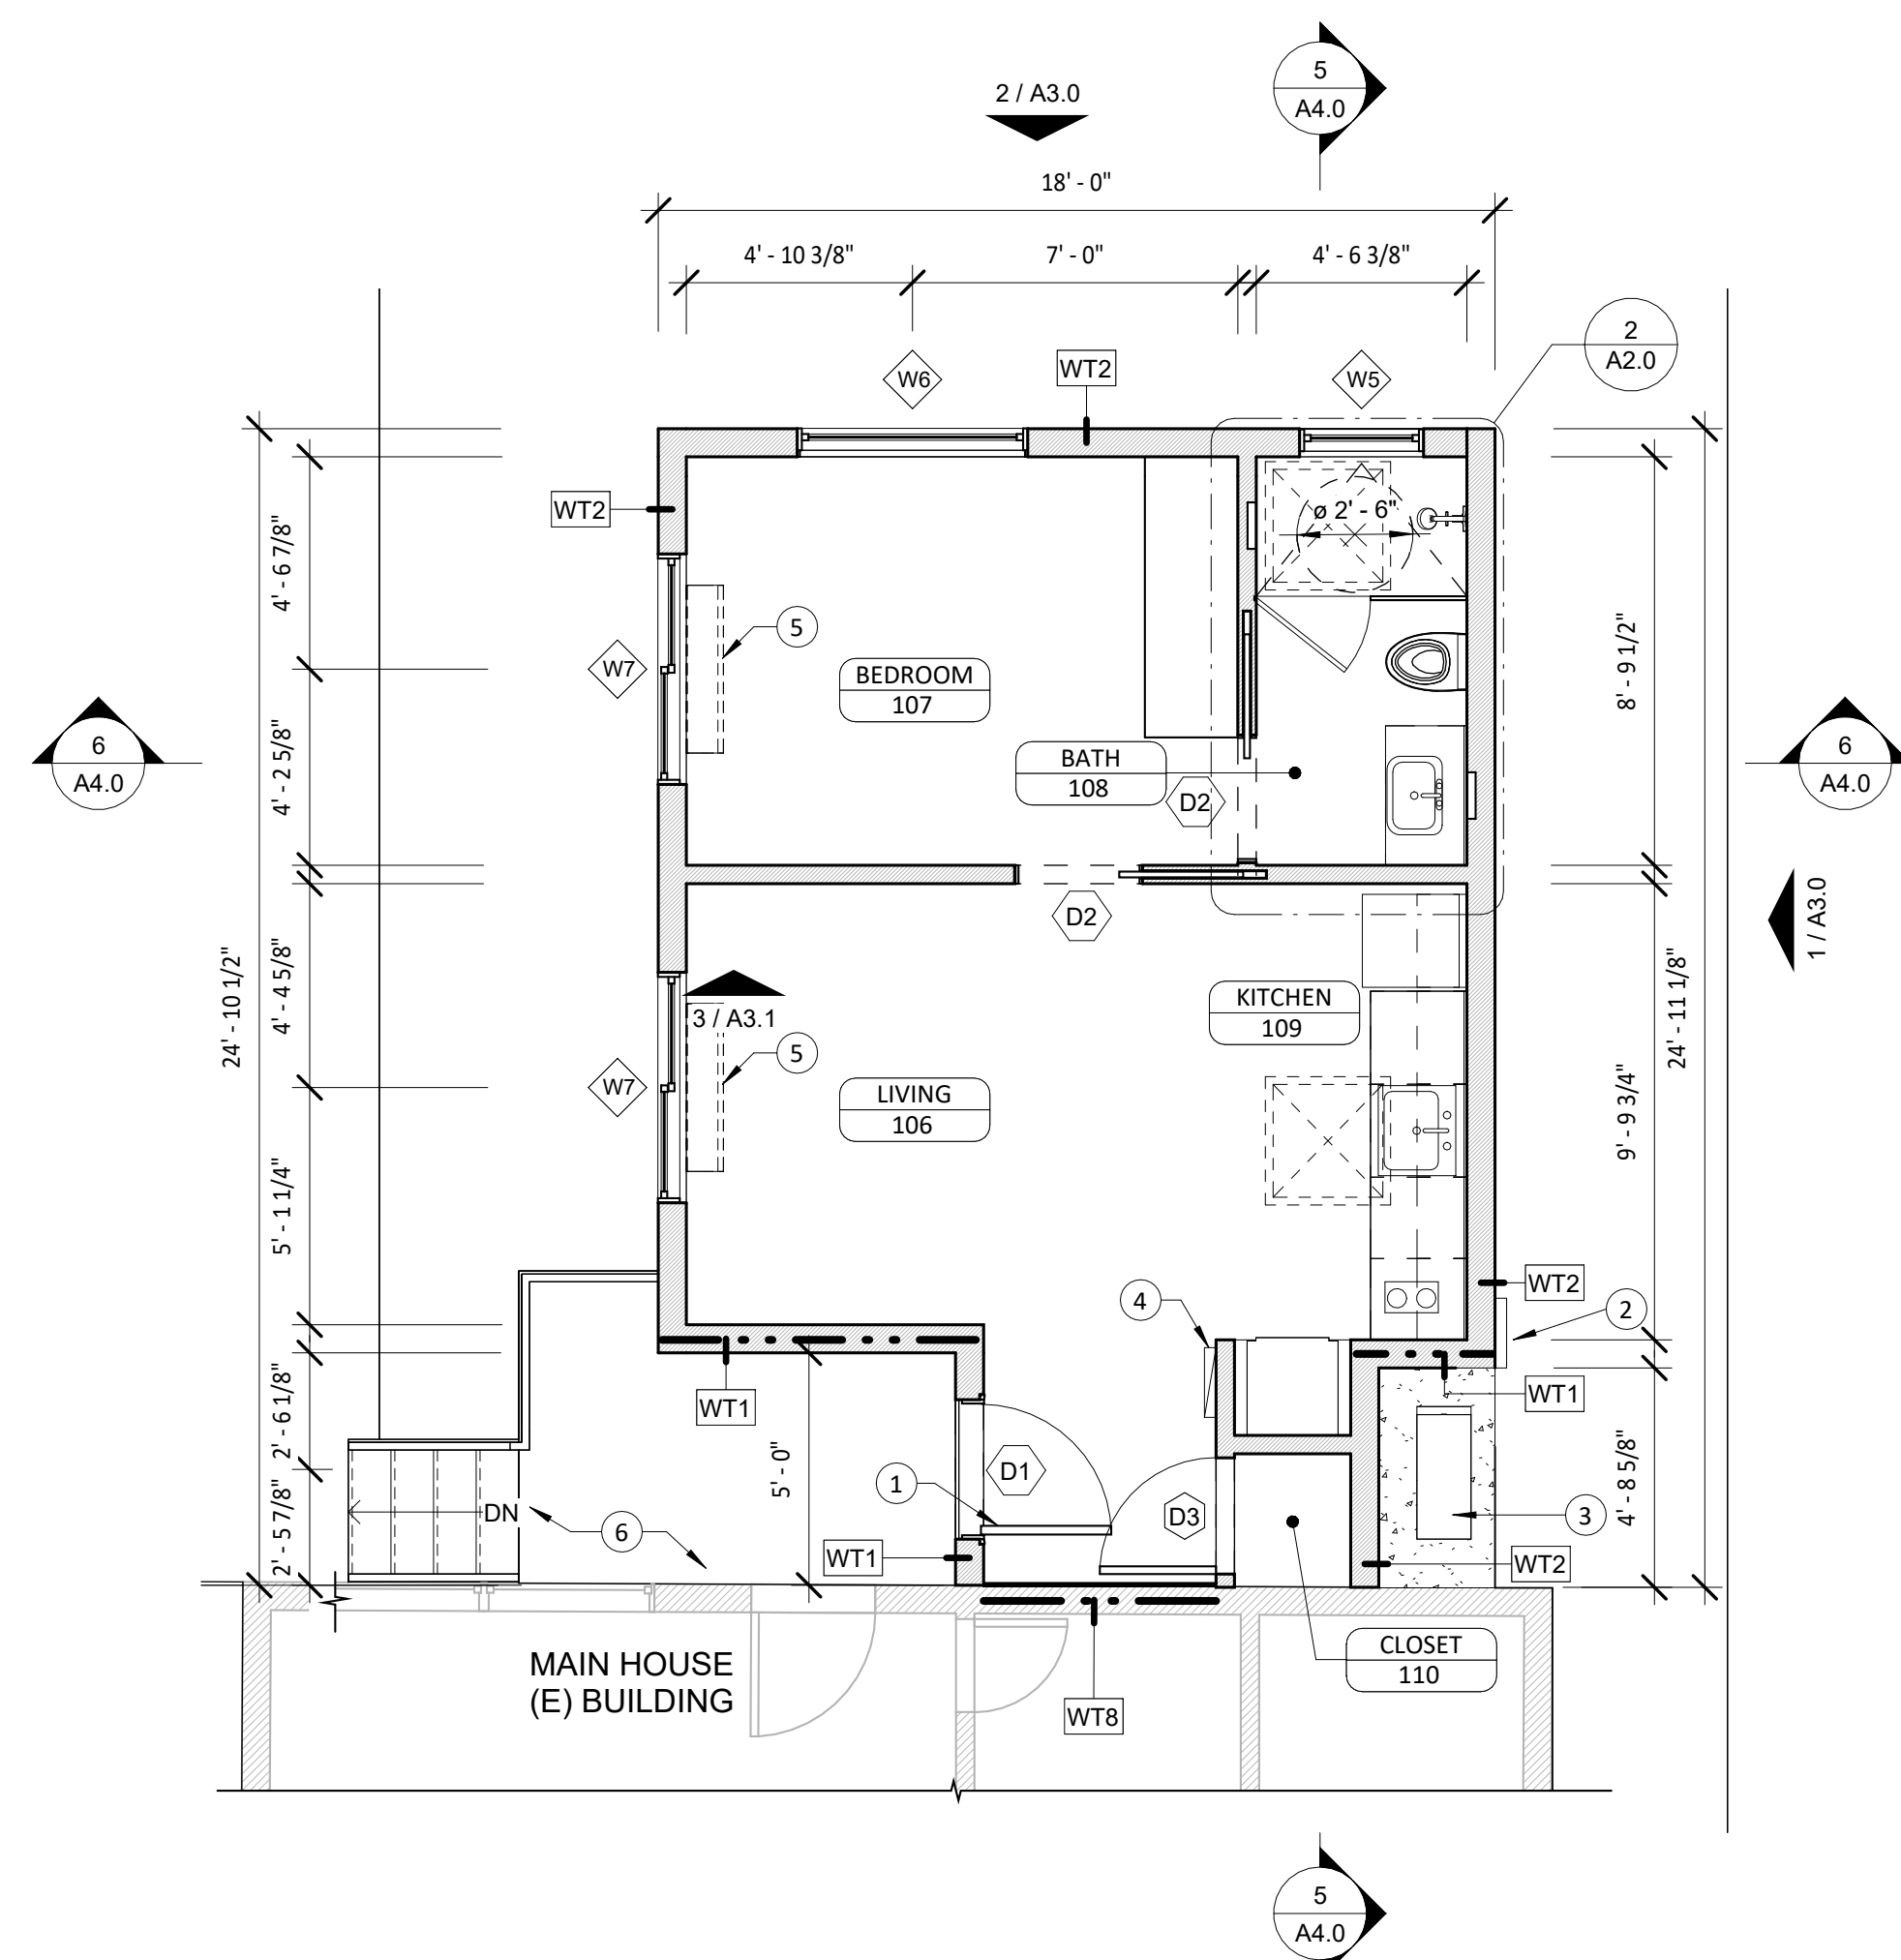 5
A4.0
2 / A3.0
18' - 0"
4' - 10 3/8"
7' - 0"
4' - 6 3/8"
2
A2.0
W6
WT2
W5
WT2
ø 2' - 6"
4' - 6 7/8"
5
W7
BEDROOM
107
8' - 9 1/2"
6
A4.0
4' - 2 5/8"
BATH
108
D2
6
A4.0
D2
1 / A3.0
24' - 10 1/2"
4' - 4 5/8"
3 / A3.1
5
KITCHEN
109
24' - 11 1/8"
W7
LIVING
106
9' - 9 3/4"
5' - 1 1/4"
4
WT2
2
WT1
WT1
2' - 6 1/8"
5' - 0"
1
D1
D3
4' - 8 5/8"
DN
6
3
2' - 5 7/8"
WT1
WT2
MAIN HOUSE
(E) BUILDING
CLOSET
110
WT8
5
A4.0